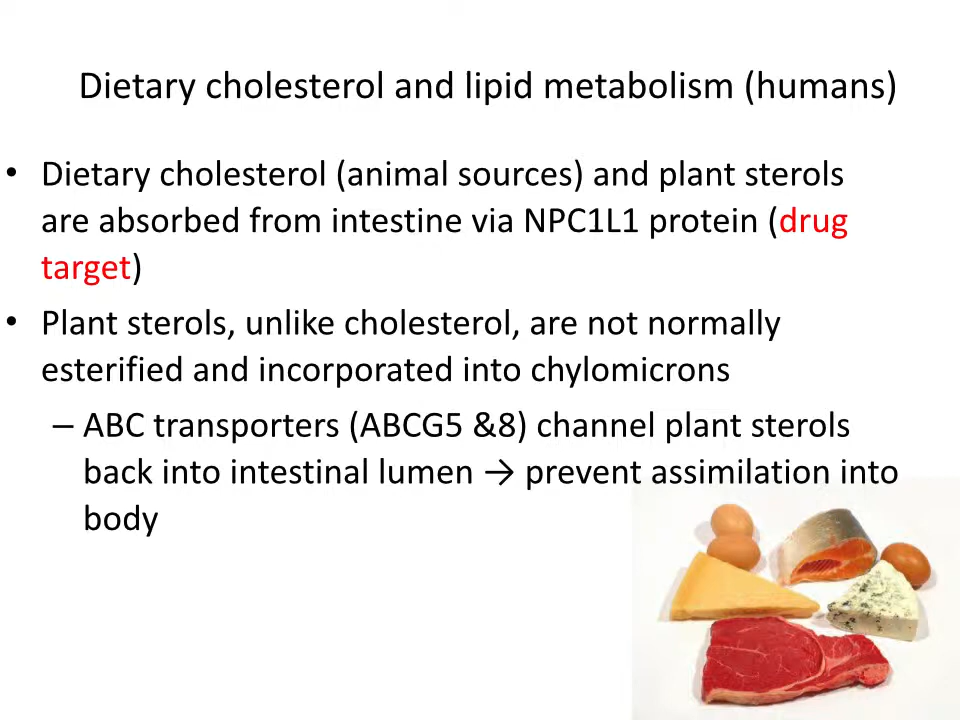 Dietary cholesterol and lipid metabolism (humans)
• Dietary cholesterol (animal sources) and plant sterols
are absorbed from intestine via NPC1L1 protein (drug
target)
• Plant sterols, unlike cholesterol, are not normally
esterified and incorporated into chylomicrons
– ABC transporters (ABCG5 &8) channel plant sterols
back into intestinal lumen → prevent assimilation into
body